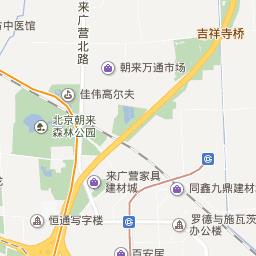 中医馆
来
广
营
北
路
吉祥寺桥
朝来万通市场
佳伟高尔夫
北京朝来
森林公园
来广营家具
建材城
同鑫九鼎建材
恒通写字楼
罗德与施瓦茨
办公楼
百安居